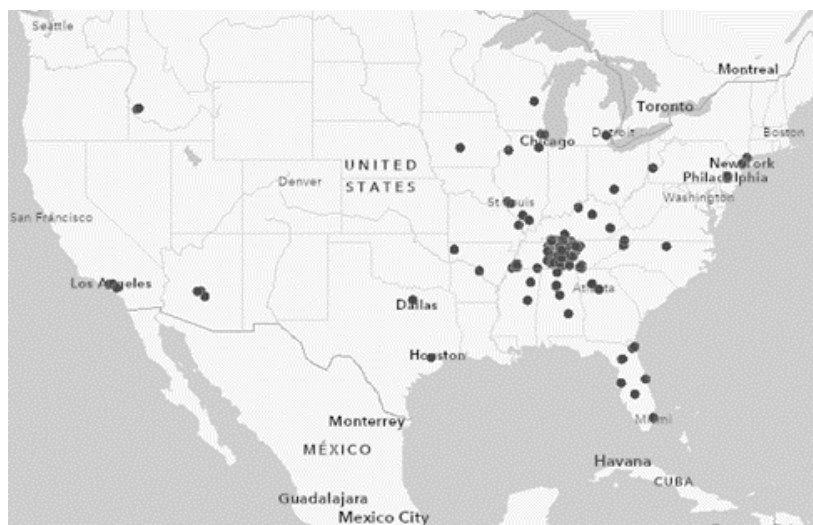 Seattle
Montreal
Toronto
Boston
Detroit
Chicago
New York
Philadelphia
UNITED
STATES
Denver
St Louis
Washington
San Francisco
Los Angeles
Atlanta
Dallas
Houston
Miami
Monterrey
MÉXICO
Havana
CUBA
Guadalajara
Mexico City